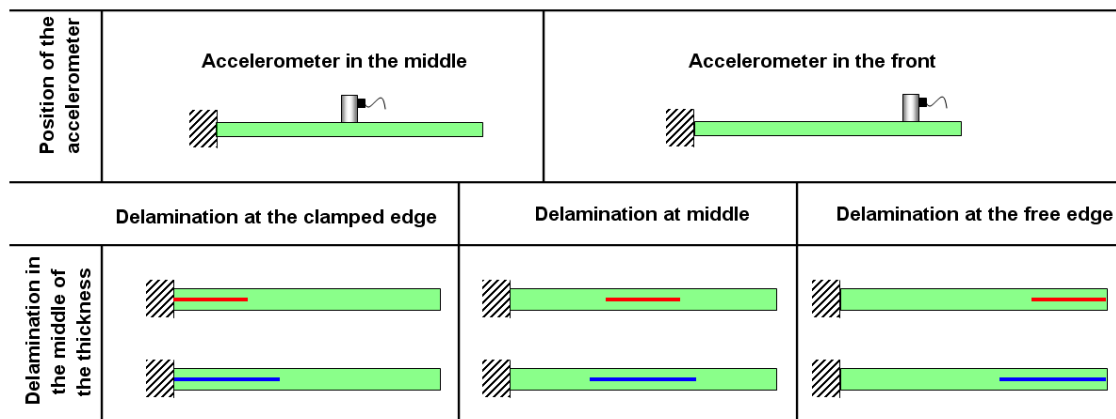 Position of the
accelerometer
Accelerometer in the middle
Accelerometer in the front
Delamination at the clamped edge
Delamination at middle
Delamination at the free edge
Delamination in
the middle of
the thickness